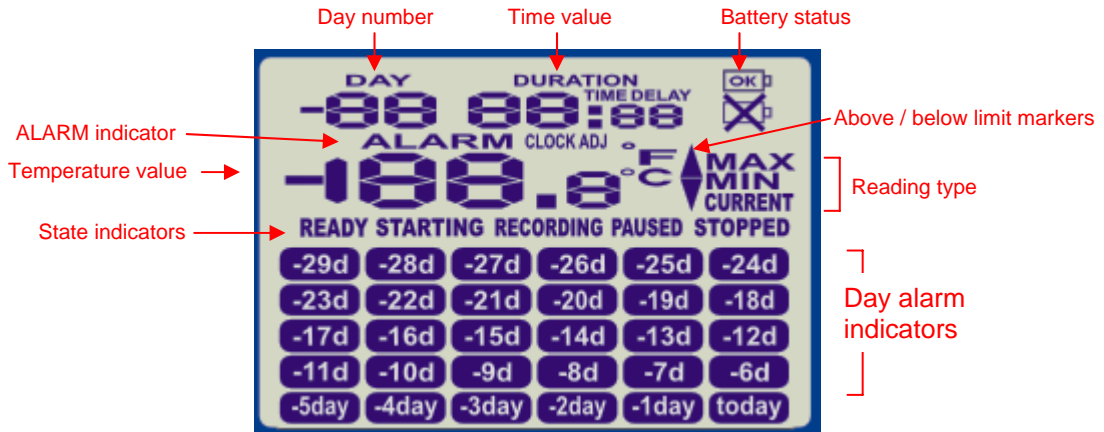 Day number Time value Battery status
DAY DURATION OK
-88 88:88 TIME DELAY
ALARM indicator ALARM CLOCK ADJ °F Above / below limit markers
Temperature value -188.8 °C MAX
MIN Reading type
CURRENT
State indicators READY STARTING RECORDING PAUSED STOPPED
-29d -28d -27d -26d -25d -24d
-23d -22d -21d -20d -19d -18d
-17d -16d -15d -14d -13d -12d
-11d -10d -9d -8d -7d -6d
-5day -4day -3day -2day -1day today
Day alarm
indicators